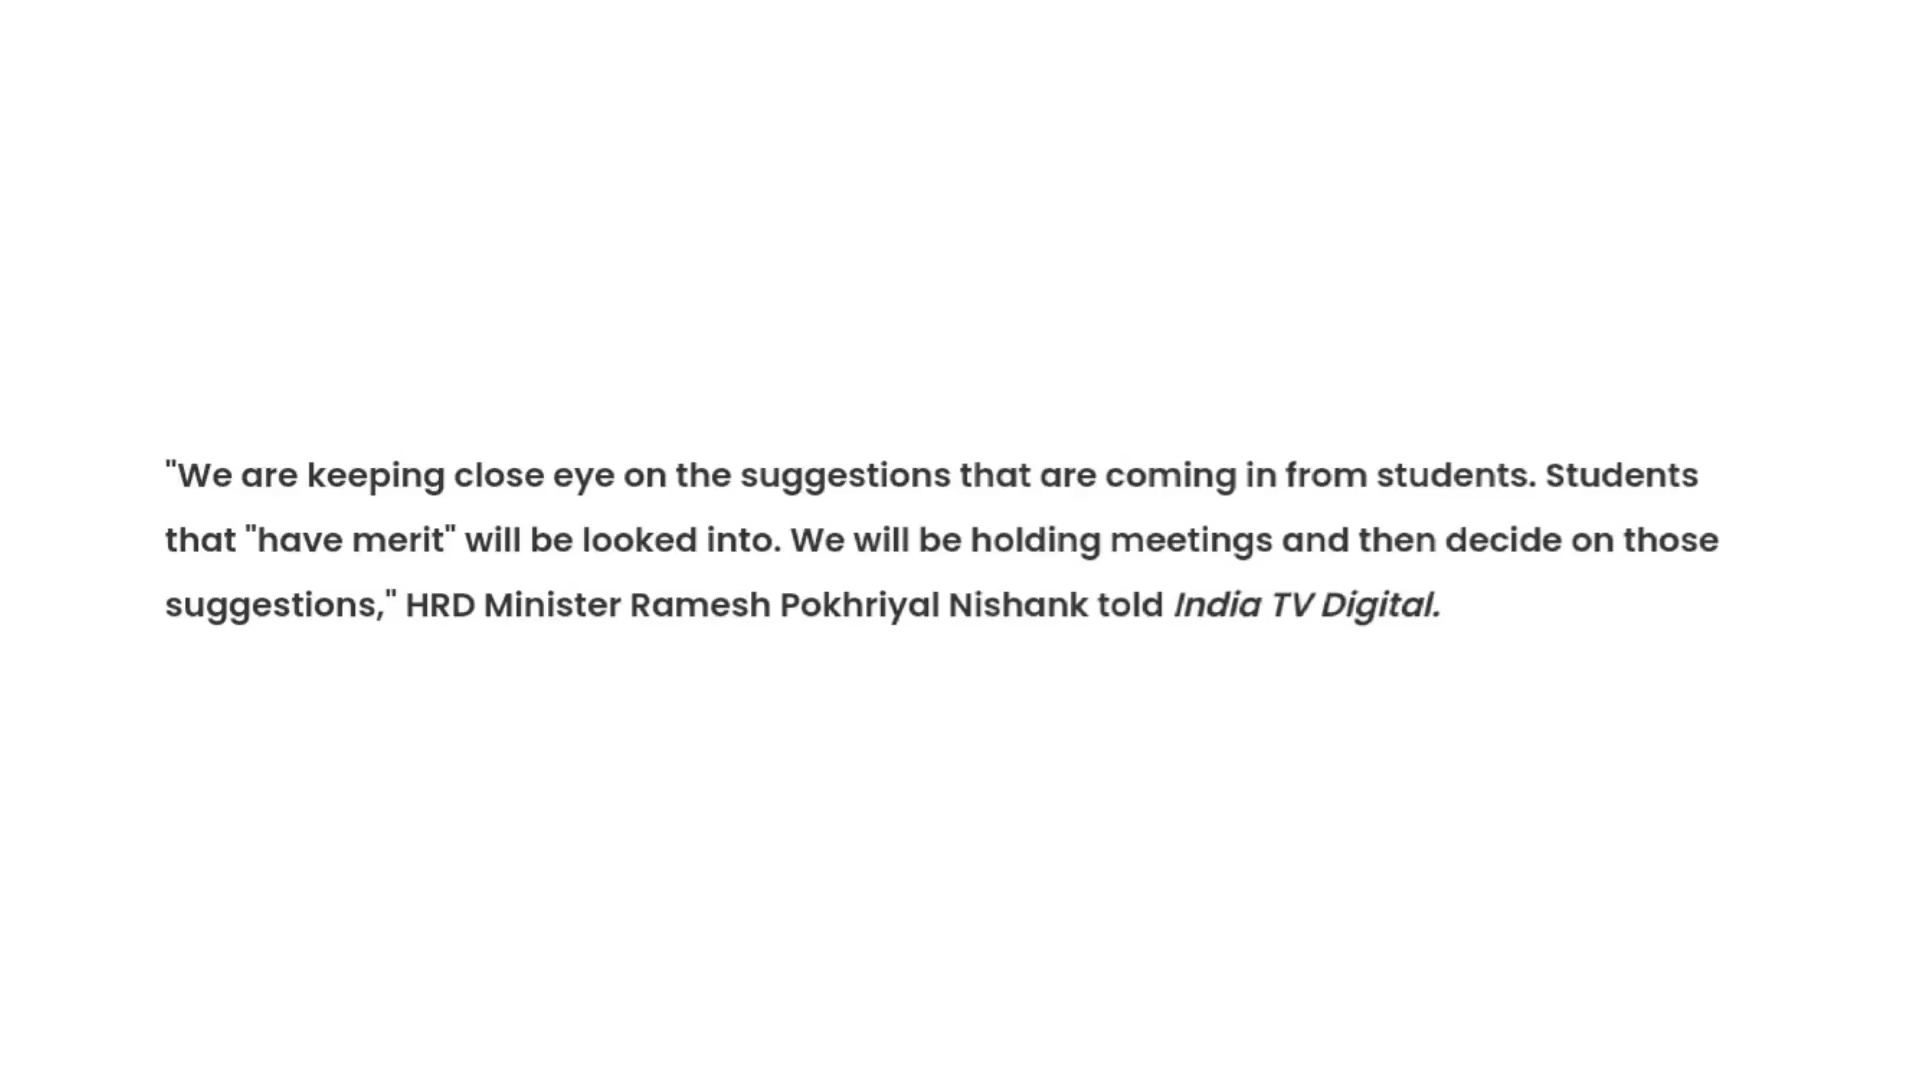 "We are keeping close eye on the suggestions that are coming in from students. Students
that "have merit" will be looked into. We will be holding meetings and then decide on those
suggestions," HRD Minister Ramesh Pokhriyal Nishank told India TV Digital.